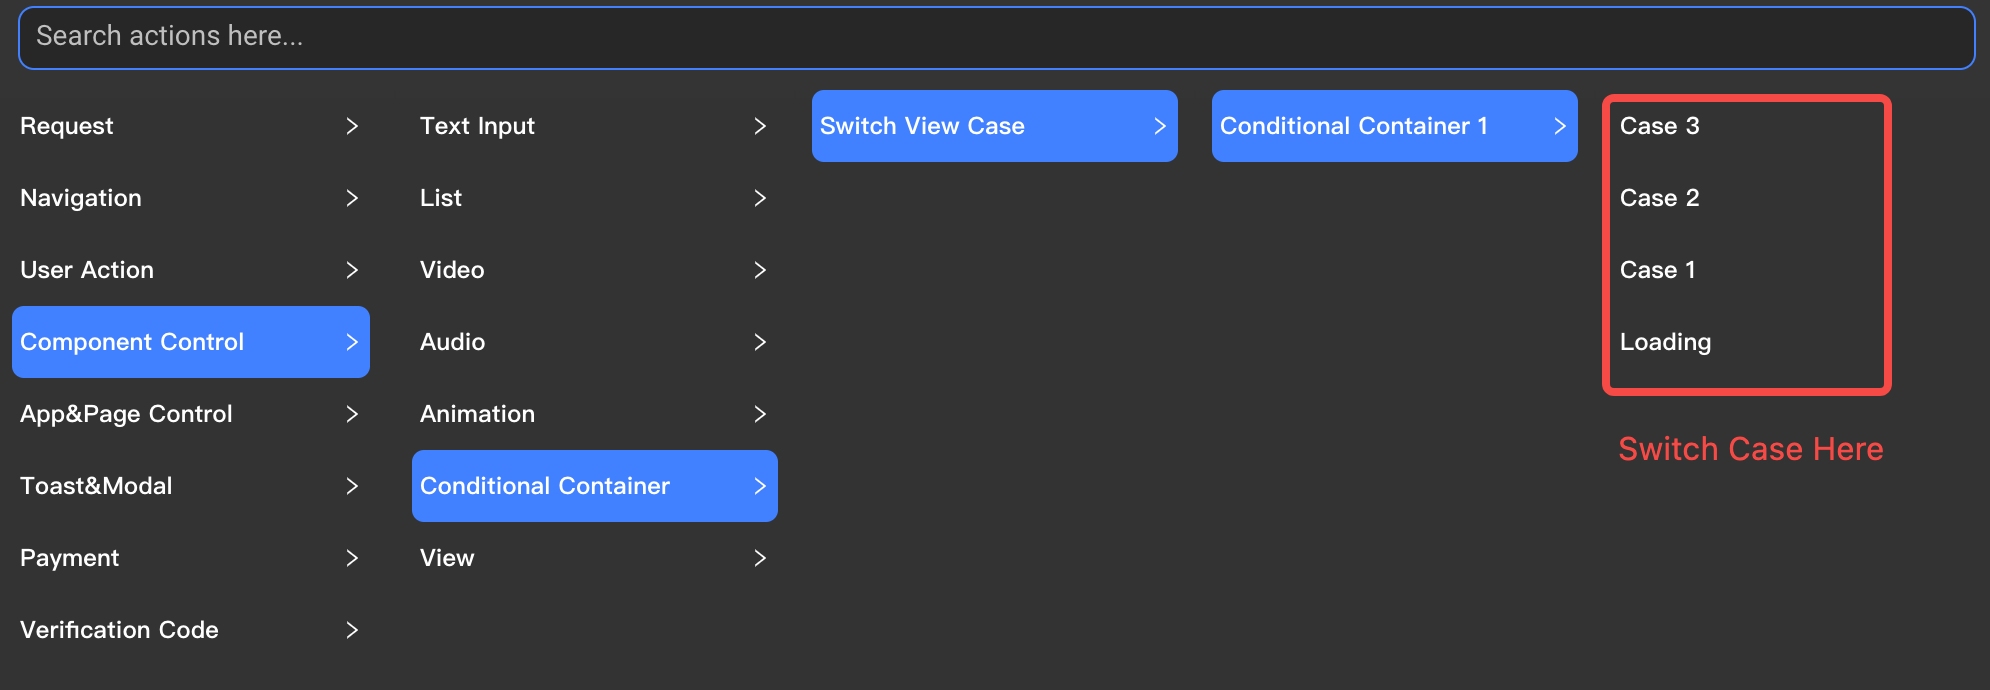 Search actions here...
Request
Navigation
User Action
Component Control
App&Page Control
Toast&Modal
Payment
Verification Code
Text Input
List
Video
Audio
Animation
Conditional Container
View
Switch View Case
Conditional Container 1
Case 3
Case 2
Case 1
Loading
Switch Case Here